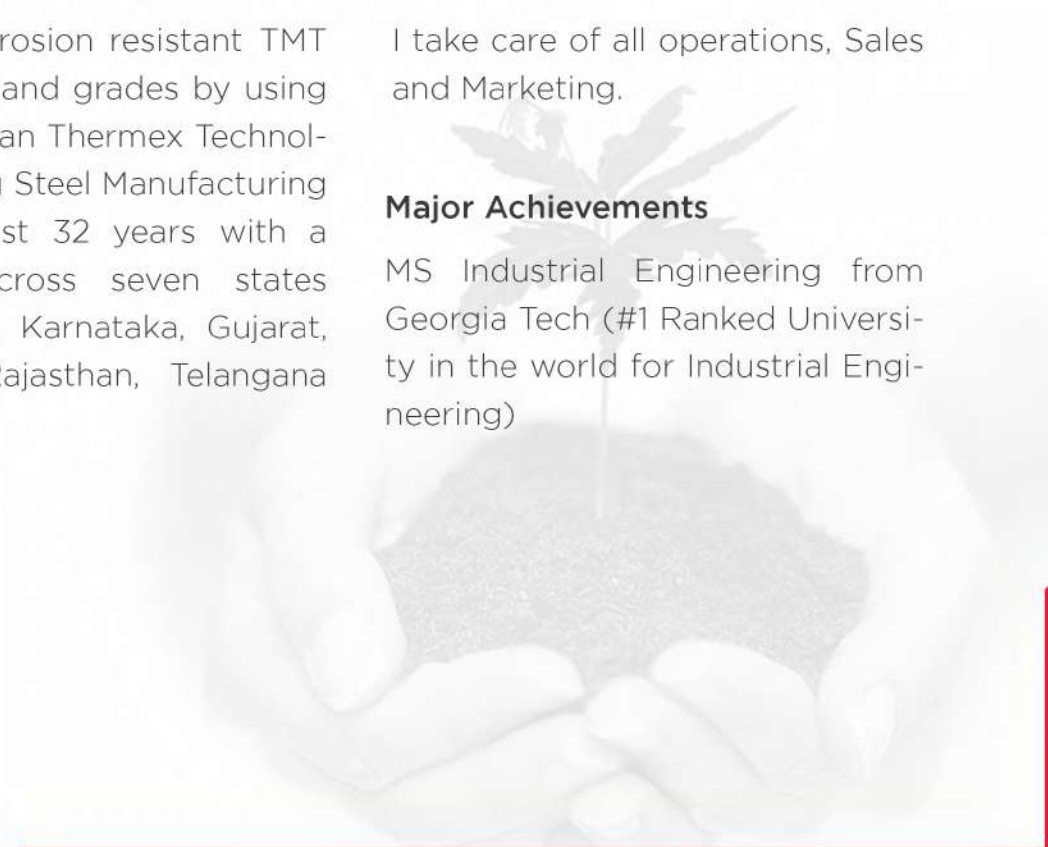 rosion resistant TMT
and grades by using
an Thermex Technol-
Steel Manufacturing
st 32 years with a
cross seven states
Karnataka, Gujarat,
Rajasthan, Telangana
I take care of all operations, Sales
and Marketing.
Major Achievements
MS Industrial Engineering from
Georgia Tech (#1 Ranked Universi-
ty in the world for Industrial Engi-
neering)